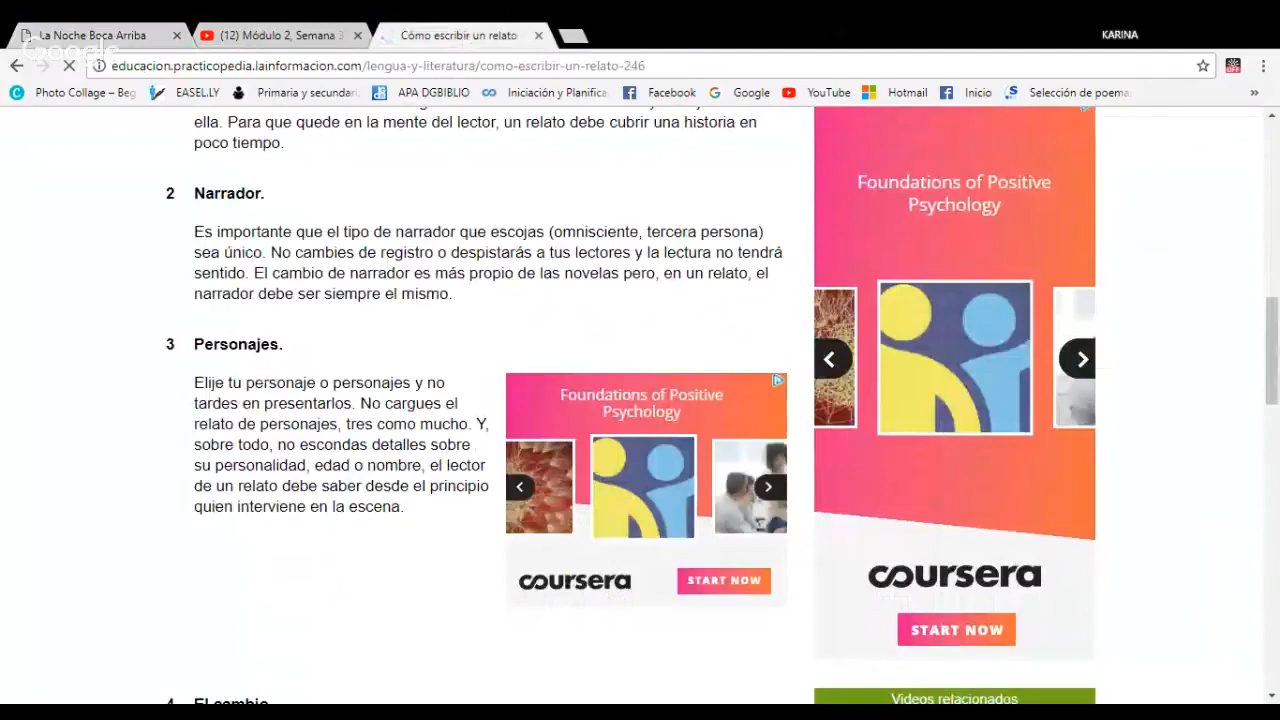 La Noche Boca Arriba
(12) Módulo 2, Semana 3
Cómo escribir un relato
KARINA
Google
educacion.practicopedia.lainformacion.com/lengua-y-literatura/como-escribir-un-relato-246
OFF
Photo Collage – Beg
EASEL.LY
Primaria y secundar
APA DGBIBLIO
Iniciación y Planifica
Facebook
Google
YouTube
Hotmail
Inicio
Selección de poema
ella. Para que quede en la mente del lector, un relato debe cubrir una historia en
poco tiempo.
2 Narrador.
Es importante que el tipo de narrador que escojas (omnisciente, tercera persona)
sea único. No cambies de registro o despistarás a tus lectores y la lectura no tendrá
sentido. El cambio de narrador es más propio de las novelas pero, en un relato, el
narrador debe ser siempre el mismo.
3 Personajes.
Elije tu personaje o personajes y no
tardes en presentarlos. No cargues el
relato de personajes, tres como mucho. Y,
sobre todo, no escondas detalles sobre
su personalidad, edad o nombre, el lector
de un relato debe saber desde el principio
quien interviene en la escena.
Foundations of Positive
Psychology
coursera
START NOW
4 El cambio
Foundations of Positive
Psychology
coursera
START NOW
Videos relacionados